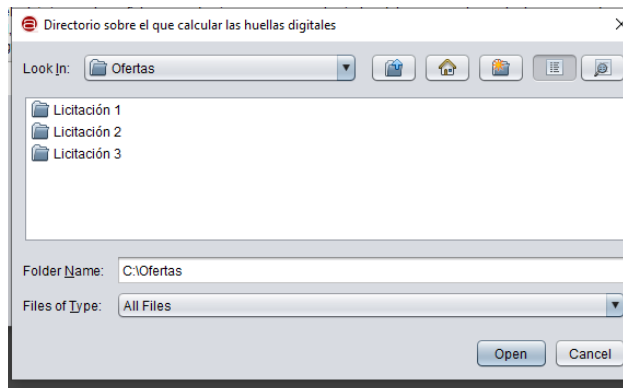 Directorio sobre el que calcular las huellas digitales
Look In: Ofertas
Licitación 1
Licitación 2
Licitación 3
Folder Name: C:\Ofertas
Files of Type: All Files
Open Cancel